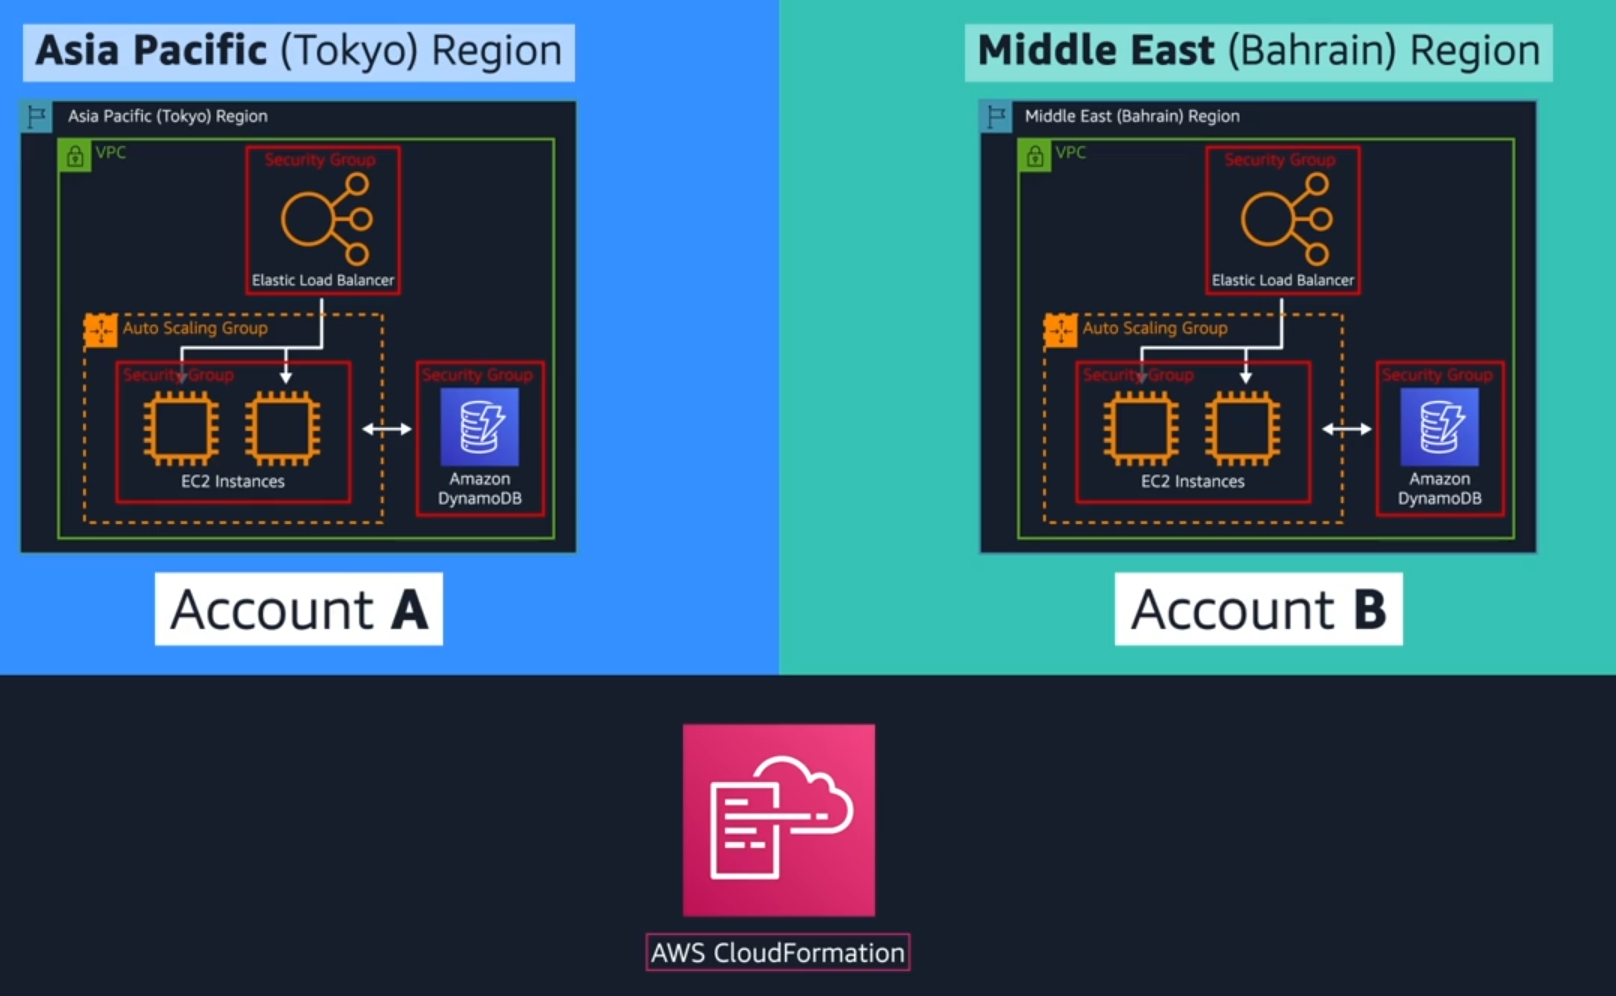 Asia Pacific (Tokyo) Region
Asia Pacific (Tokyo) Region
VPC
Security Group
Elastic Load Balancer
Auto Scaling Group
Security Group
EC2 Instances
Security Group
Amazon
DynamoDB
Account A
Middle East (Bahrain) Region
Middle East (Bahrain) Region
VPC
Security Group
Elastic Load Balancer
Auto Scaling Group
Security Group
EC2 Instances
Security Group
Amazon
DynamoDB
Account B
AWS CloudFormation